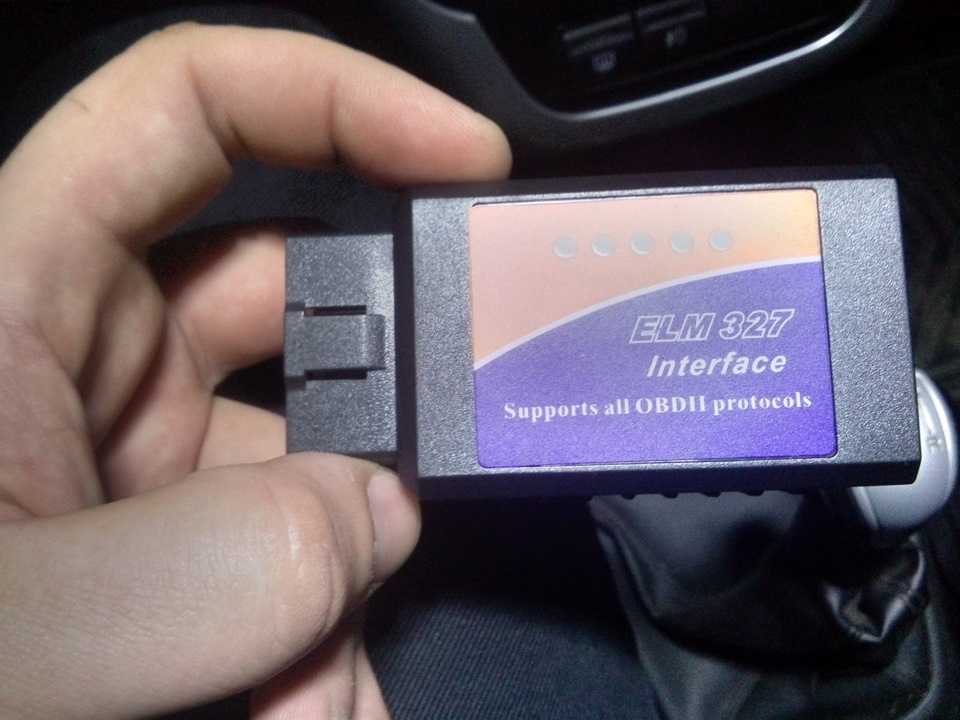 ELM 327
Interface
Supports all OBDII protocols